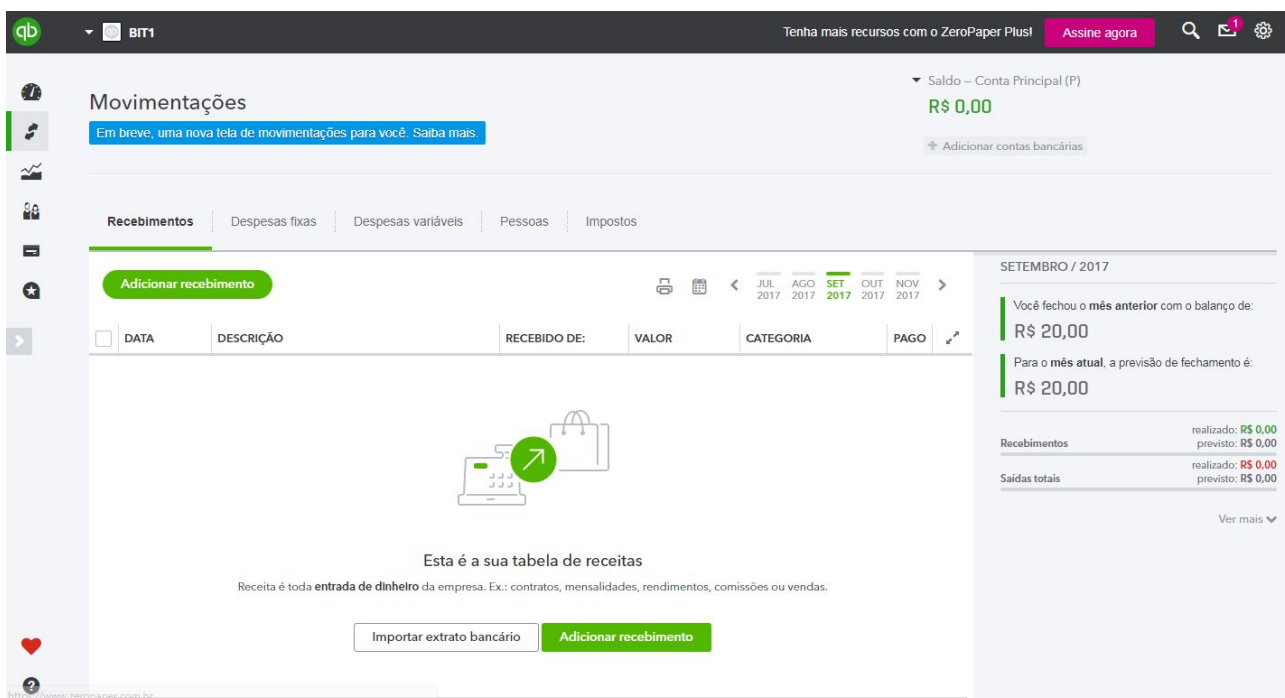 qb BIT1 Tenha mais recursos com o ZeroPaper Plus! Assine agora 1
Saldo – Conta Principal (P)
R$ 0,00
+ Adicionar contas bancárias
Movimentações
Em breve, uma nova tela de movimentações para você. Saiba mais.
Recebimentos Despesas fixas Despesas variáveis Pessoas Impostos
Adicionar recebimento
JUL AGO SET OUT NOV
2017 2017 2017 2017 2017
DATA DESCRIÇÃO RECEBIDO DE: VALOR CATEGORIA PAGO
Esta é a sua tabela de receitas
Receita é toda entrada de dinheiro da empresa. Ex.: contratos, mensalidades, rendimentos, comissões ou vendas.
Importar extrato bancário Adicionar recebimento
SETEMBRO / 2017
Você fechou o mês anterior com o balanço de:
R$ 20,00
Para o mês atual, a previsão de fechamento é:
R$ 20,00
realizado: R$ 0,00
Recebimentos previsto: R$ 0,00
realizado: R$ 0,00
Saídas totais previsto: R$ 0,00
Ver mais
https://www.zeropaper.com.br